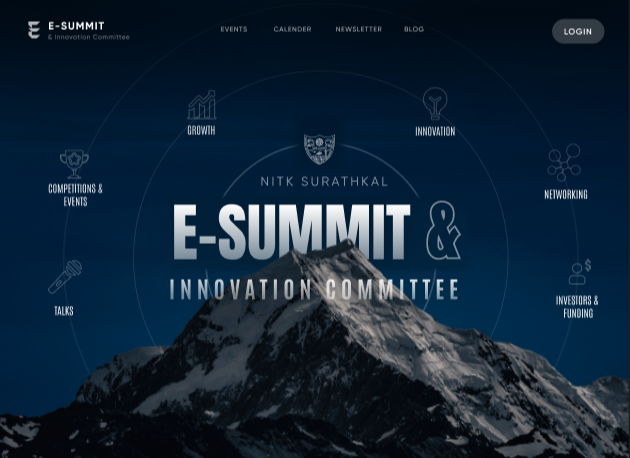 E-SUMMIT
& Innovation Committee
EVENTS
CALENDER
NEWSLETTER
BLOG
LOGIN
GROWTH
INNOVATION
COMPETITIONS &
EVENTS
NETWORKING
NITK SURATHKAL
E-SUMMIT &
INNOVATION COMMITTEE
TALKS
INVESTORS &
FUNDING
$